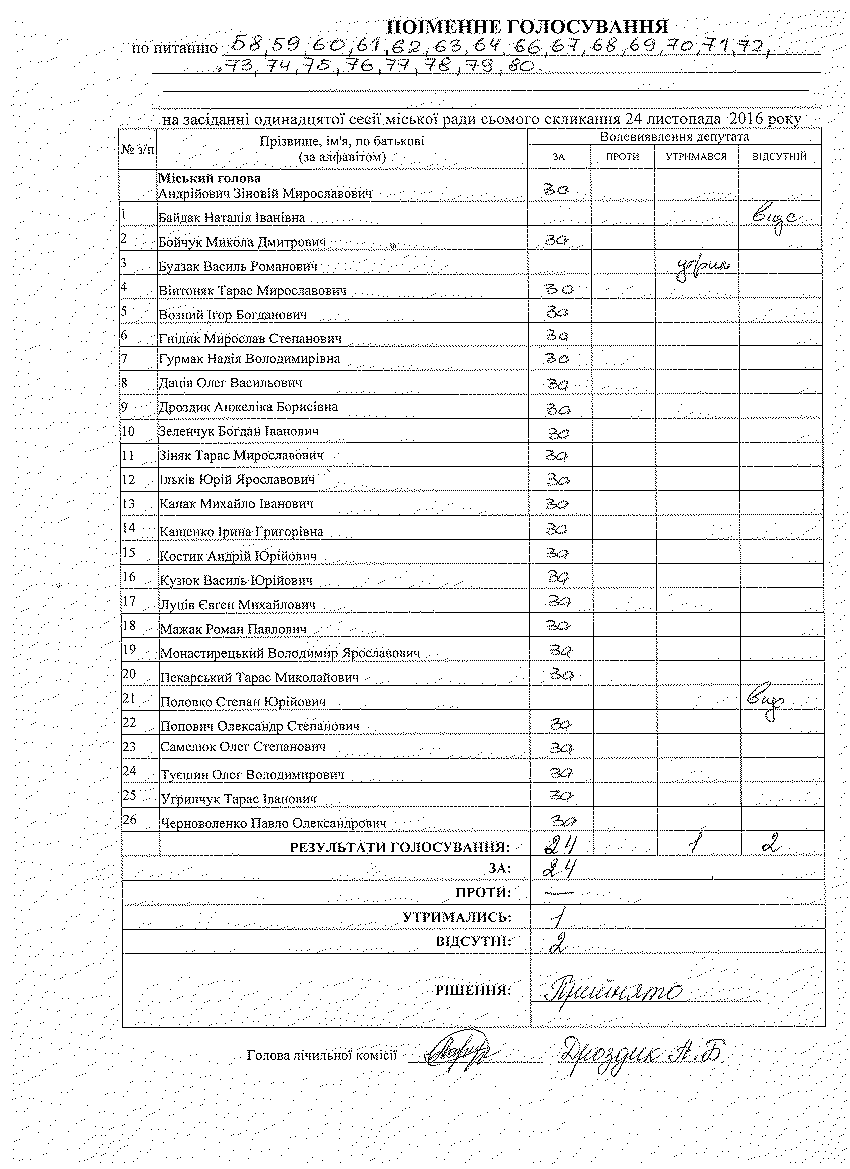 ПОІМЕННЕ ГОЛОСУВАННЯ
по питанню 58,59,60,61,62,63,64,66,67,68,69,70,71,72,
73,74,75,76,77,78,79,80
на засіданні одинадцятої сесії міської ради сьомого скликання 24 листопада 2016 року
№ з/п Прізвище, ім'я, по батькові (за алфавітом) Волевиявлення депутата
ЗА ПРОТИ УТРИМАВСЯ ВІДСУТНІЙ
Міський голова
Андрійович Зіновій Мирославович за
1 Байдак Наталія Іванівна відс
2 Бойчук Микола Дмитрович за
3 Будзак Василь Романович утрим
4 Вінтоняк Тарас Мирославович за
5 Возний Ігор Богданович за
6 Гнідик Мирослав Степанович за
7 Гурмак Надія Володимирівна за
8 Даців Олег Васильович за
9 Дроздик Анжеліка Борисівна за
10 Зеленчук Богдан Іванович за
11 Зіняк Тарас Мирославович за
12 Ільків Юрій Ярославович за
13 Капак Михайло Іванович за
14 Кащенко Ірина Григорівна за
15 Костик Андрій Юрійович за
16 Кузюк Василь Юрійович за
17 Луців Євген Михайлович за
18 Мажак Роман Павлович за
19 Монастирецький Володимир Ярославович за
20 Пекарський Тарас Миколайович за
21 Половко Степан Юрійович відс
22 Попович Олександр Степанович за
23 Самелюк Олег Степанович за
24 Туєшин Олег Володимирович за
25 Угринчук Тарас Іванович за
26 Черноволенко Павло Олександрович за
РЕЗУЛЬТАТИ ГОЛОСУВАННЯ: 24 1 2
ЗА: 24
ПРОТИ: —
УТРИМАЛИСЬ: 1
ВІДСУТНІ: 2
РІШЕННЯ: Прийнято
Голова лічильної комісії Дроздик А.Б